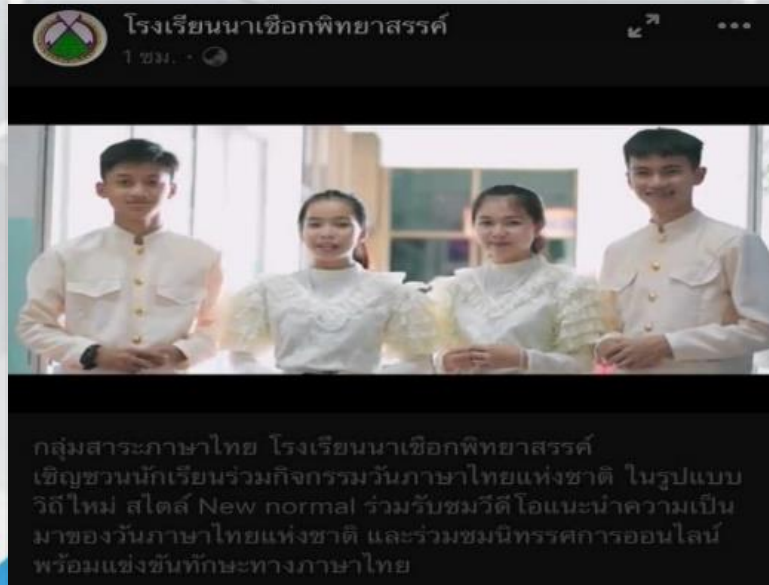 โรงเรียนนาเชือกพิทยาสรรค์
1 ชม. ·
กลุ่มสาระภาษาไทย โรงเรียนนาเชือกพิทยาสรรค์
เชิญชวนนักเรียนร่วมกิจกรรมวันภาษาไทยแห่งชาติ ในรูปแบบ
วิถีใหม่ สไตล์ New normal ร่วมรับชมวีดีโอแนะนำความเป็น
มาของวันภาษาไทยแห่งชาติ และร่วมชมนิทรรศการออนไลน์
พร้อมแข่งขันทักษะทางภาษาไทย